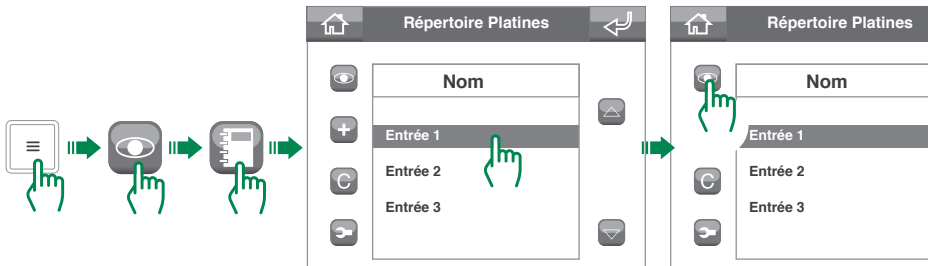 Répertoire Platines
Nom
Entrée 1
Entrée 2
Entrée 3
C
Répertoire Platines
Nom
Entrée 1
Entrée 2
Entrée 3
C